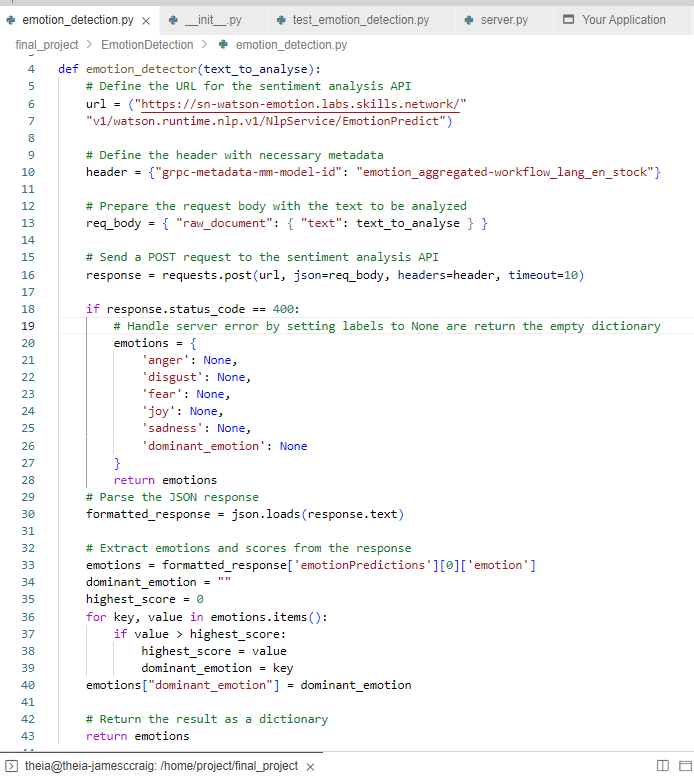 emotion_detection.py ×
__init__.py
test_emotion_detection.py
server.py
Your Application
final_project > EmotionDetection > emotion_detection.py
4 def emotion_detector(text_to_analyse):
5 # Define the URL for the sentiment analysis API
6 url = ("https://sn-watson-emotion.labs.skills.network/"
7 "v1/watson.runtime.nlp.v1/NlpService/EmotionPredict")
8
9 # Define the header with necessary metadata
10 header = {"grpc-metadata-mm-model-id": "emotion_aggregated-workflow_lang_en_stock"}
11
12 # Prepare the request body with the text to be analyzed
13 req_body = { "raw_document": { "text": text_to_analyse } }
14
15 # Send a POST request to the sentiment analysis API
16 response = requests.post(url, json=req_body, headers=header, timeout=10)
17
18 if response.status_code == 400:
19 # Handle server error by setting labels to None are return the empty dictionary
20 emotions = {
21 'anger': None,
22 'disgust': None,
23 'fear': None,
24 'joy': None,
25 'sadness': None,
26 'dominant_emotion': None
27 }
28 return emotions
29 # Parse the JSON response
30 formatted_response = json.loads(response.text)
31
32 # Extract emotions and scores from the response
33 emotions = formatted_response['emotionPredictions'][0]['emotion']
34 dominant_emotion = ""
35 highest_score = 0
36 for key, value in emotions.items():
37 if value > highest_score:
38 highest_score = value
39 dominant_emotion = key
40 emotions["dominant_emotion"] = dominant_emotion
41
42 # Return the result as a dictionary
43 return emotions
theia@theia-jamesccraig: /home/project/final_project ×